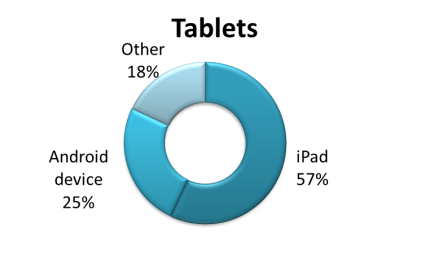 Tablets
Other
18%
iPad
57%
Android
device
25%